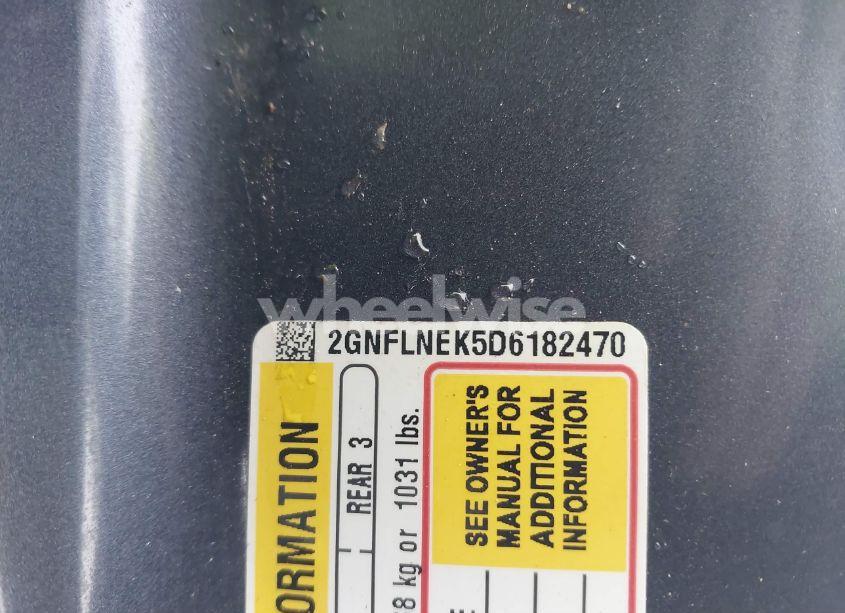 wheelwise
2GNFLNEK5D6182470
ORMATION
REAR 3
8 kg or 1031 lbs.
SEE OWNER'S
MANUAL FOR
ADDITIONAL
INFORMATION